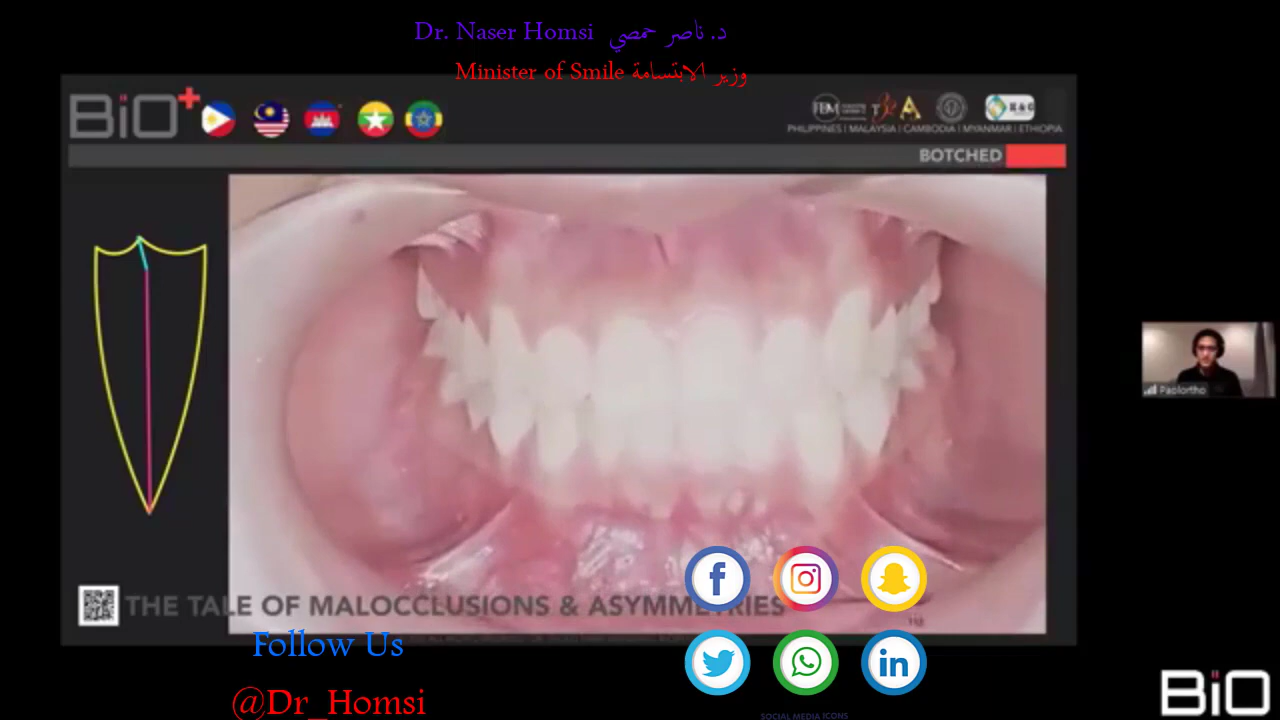 Dr. Naser Homsi د. ناصر حمصي
Minister of Smile وزير الابتسامة
BiO+
PHILIPPINES | MALAYSIA | CAMBODIA | MYANMAR | ETHIOPIA
BOTCHED
Paolortho
THE TALE OF MALOCCLUSIONS & ASYMMETRIES
Follow Us
@Dr_Homsi
SOCIAL MEDIA ICONS
BiO